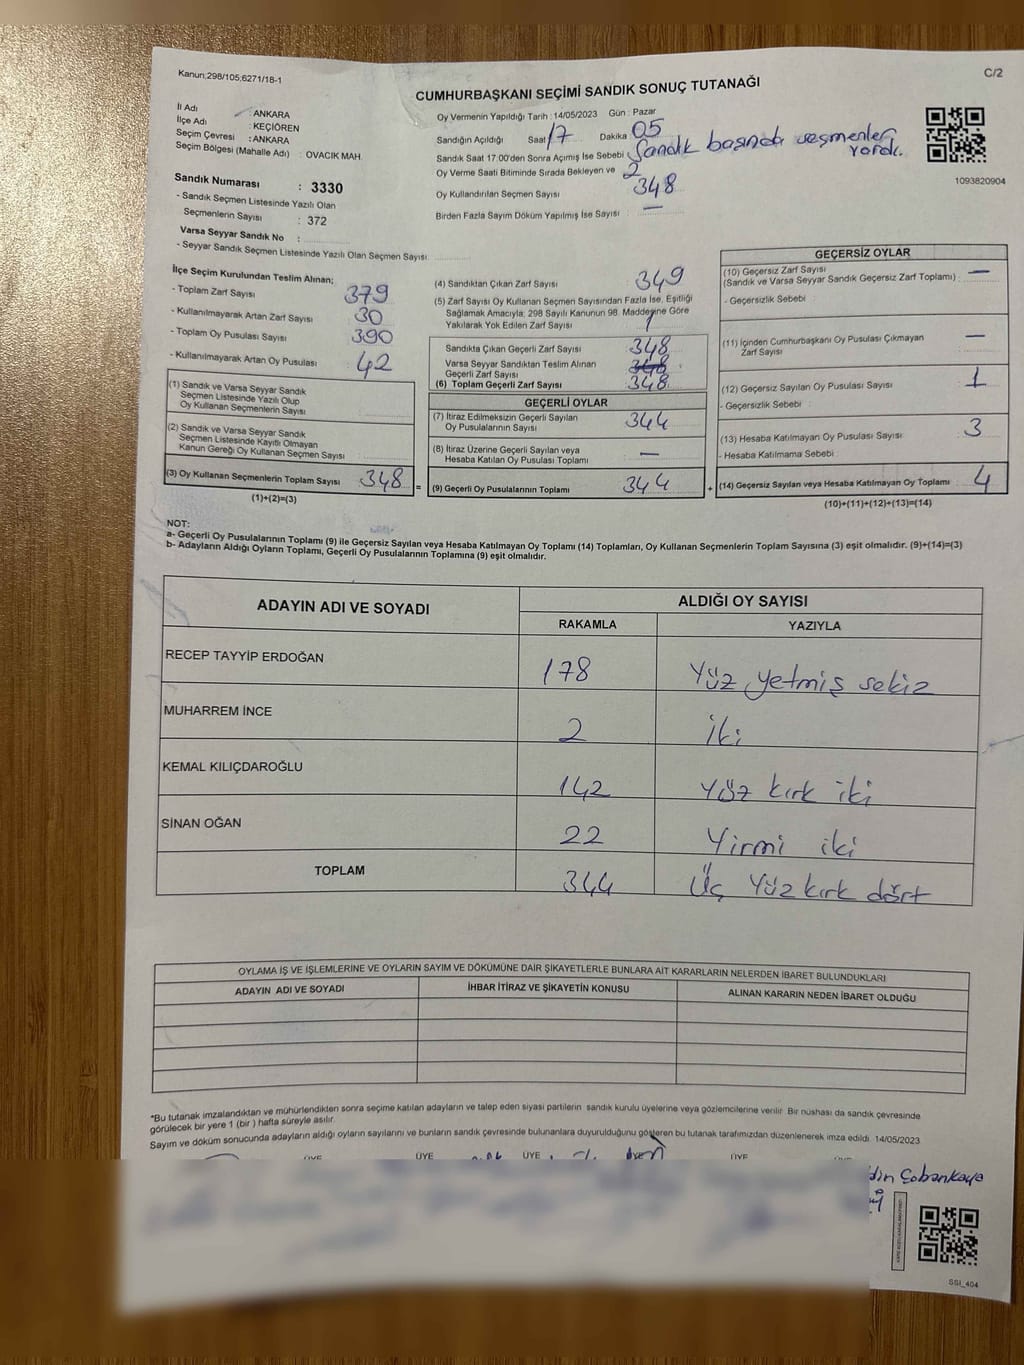 Kanun;298/105;6271/18-1
C/2
CUMHURBAŞKANI SEÇİMİ SANDIK SONUÇ TUTANAĞI
İl Adı : ANKARA
İlçe Adı : KEÇİÖREN
Seçim Çevresi : ANKARA
Seçim Bölgesi (Mahalle Adı) : OVACIK MAH.
Sandık Numarası : 3330
- Sandık Seçmen Listesinde Yazılı Olan
Seçmenlerin Sayısı : 372
Varsa Seyyar Sandık No :
- Seyyar Sandık Seçmen Listesinde Yazılı Olan Seçmen Sayısı:
Oy Vermenin Yapıldığı Tarih : 14/05/2023 Gün : Pazar
Sandığın Açıldığı Saat 17 Dakika 05
Sandık Saat 17:00'den Sonra Açımış İse Sebebi Sandık başında seçmenler vardı.
Oy Verme Saati Bitiminde Sırada Bekleyen ve 2
Oy Kullandırılan Seçmen Sayısı 348
Birden Fazla Sayım Döküm Yapılmış İse Sayısı —
1093820904
İlçe Seçim Kurulundan Teslim Alınan;
- Toplam Zarf Sayısı 379
- Kullanılmayarak Artan Zarf Sayısı 30
- Toplam Oy Pusulası Sayısı 390
- Kullanılmayarak Artan Oy Pusulası 42
(1) Sandık ve Varsa Seyyar Sandık
Seçmen Listesinde Yazılı Olup
Oy Kullanan Seçmenlerin Sayısı
(2) Sandık ve Varsa Seyyar Sandık
Seçmen Listesinde Kayıtlı Olmayan
Kanun Gereği Oy Kullanan Seçmen Sayısı
(3) Oy Kullanan Seçmenlerin Toplam Sayısı 348
(1)+(2)=(3)
=
(4) Sandıktan Çıkan Zarf Sayısı 349
(5) Zarf Sayısı Oy Kullanan Seçmen Sayısından Fazla İse, Eşitliği
Sağlamak Amacıyla; 298 Sayılı Kanunun 98. Maddesine Göre
Yakılarak Yok Edilen Zarf Sayısı 1
Sandıkta Çıkan Geçerli Zarf Sayısı 348
Varsa Seyyar Sandıktan Teslim Alınan
Geçerli Zarf Sayısı
(6) Toplam Geçerli Zarf Sayısı 348
GEÇERLİ OYLAR
(7) İtiraz Edilmeksizin Geçerli Sayılan
Oy Pusulalarının Sayısı 344
(8) İtiraz Üzerine Geçerli Sayılan veya
Hesaba Katılan Oy Pusulası Toplamı —
(9) Geçerli Oy Pusulalarının Toplamı 344
+
GEÇERSİZ OYLAR
(10) Geçersiz Zarf Sayısı —
(Sandık ve Varsa Seyyar Sandık Geçersiz Zarf Toplamı) :
- Geçersizlik Sebebi :
(11) İçinden Cumhurbaşkanı Oy Pusulası Çıkmayan
Zarf Sayısı —
(12) Geçersiz Sayılan Oy Pusulası Sayısı 1
- Geçersizlik Sebebi :
(13) Hesaba Katılmayan Oy Pusulası Sayısı 3
- Hesaba Katılmama Sebebi :
(14) Geçersiz Sayılan veya Hesaba Katılmayan Oy Toplamı 4
(10)+(11)+(12)+(13)=(14)
NOT:
a- Geçerli Oy Pusulalarının Toplamı (9) ile Geçersiz Sayılan veya Hesaba Katılmayan Oy Toplamı (14) Toplamları, Oy Kullanan Seçmenlerin Toplam Sayısına (3) eşit olmalıdır. (9)+(14)=(3)
b- Adayların Aldığı Oyların Toplamı, Geçerli Oy Pusulalarının Toplamına (9) eşit olmalıdır.
ADAYIN ADI VE SOYADI
ALDIĞI OY SAYISI
RAKAMLA YAZIYLA
RECEP TAYYİP ERDOĞAN 178 Yüz yetmiş sekiz
MUHARREM İNCE 2 iki
KEMAL KILIÇDAROĞLU 142 Yüz kırk iki
SİNAN OĞAN 22 Yirmi iki
TOPLAM 344 Üç Yüz kırk dört
OYLAMA İŞ VE İŞLEMLERİNE VE OYLARIN SAYIM VE DÖKÜMÜNE DAİR ŞİKAYETLERLE BUNLARA AİT KARARLARIN NELERDEN İBARET BULUNDUKLARI
ADAYIN ADI VE SOYADI İHBAR İTİRAZ VE ŞİKAYETİN KONUSU ALINAN KARARIN NEDEN İBARET OLDUĞU
*Bu tutanak imzalandıktan ve mühürlendikten sonra seçime katılan adayların ve talep eden siyasi partilerin sandık kurulu üyelerine veya gözlemcilerine verilir. Bir nüshası da sandık çevresinde
görülecek bir yere 1 (bir ) hafta süreyle asılır.
Sayım ve döküm sonucunda adayların aldığı oyların sayılarını ve bunların sandık çevresinde bulunanlara duyurulduğunu gösteren bu tutanak tarafımızdan düzenlenerek imza edildi. 14/05/2023
ÜYE ÜYE ÜYE ÜYE
din Çobankaya
SSI_404